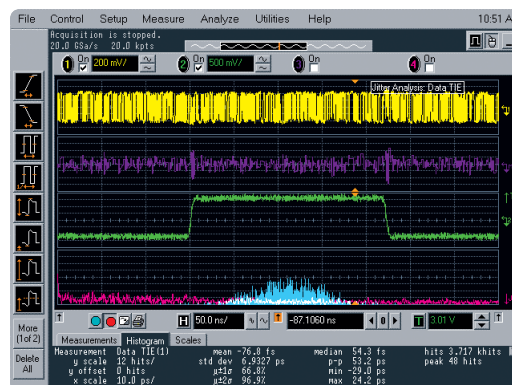 File Control Setup Measure Analyze Utilities Help 10:51 A
Acquisition is stopped.
20.0 GSa/s 20.0 kpts
1 On 200 mV/ 2 On 500 mV/ 3 On 4 On
Jitter Analysis: Data TIE
More
(1of 2)
Delete
All
H 50.0 ns/ -87.1060 ns 0 T 3.01 V
Measurements Histogram Scales
Measurement Data TIE(1) mean -76.8 fs median 54.3 fs hits 3.717 khits
y scale 12 hits/ std dev 6.9327 ps p-p 53.2 ps peak 48 hits
y offset 0 hits μ±1σ 66.8% min -29.0 ps
x scale 10.0 ps/ μ±2σ 96.9% max 24.2 ps